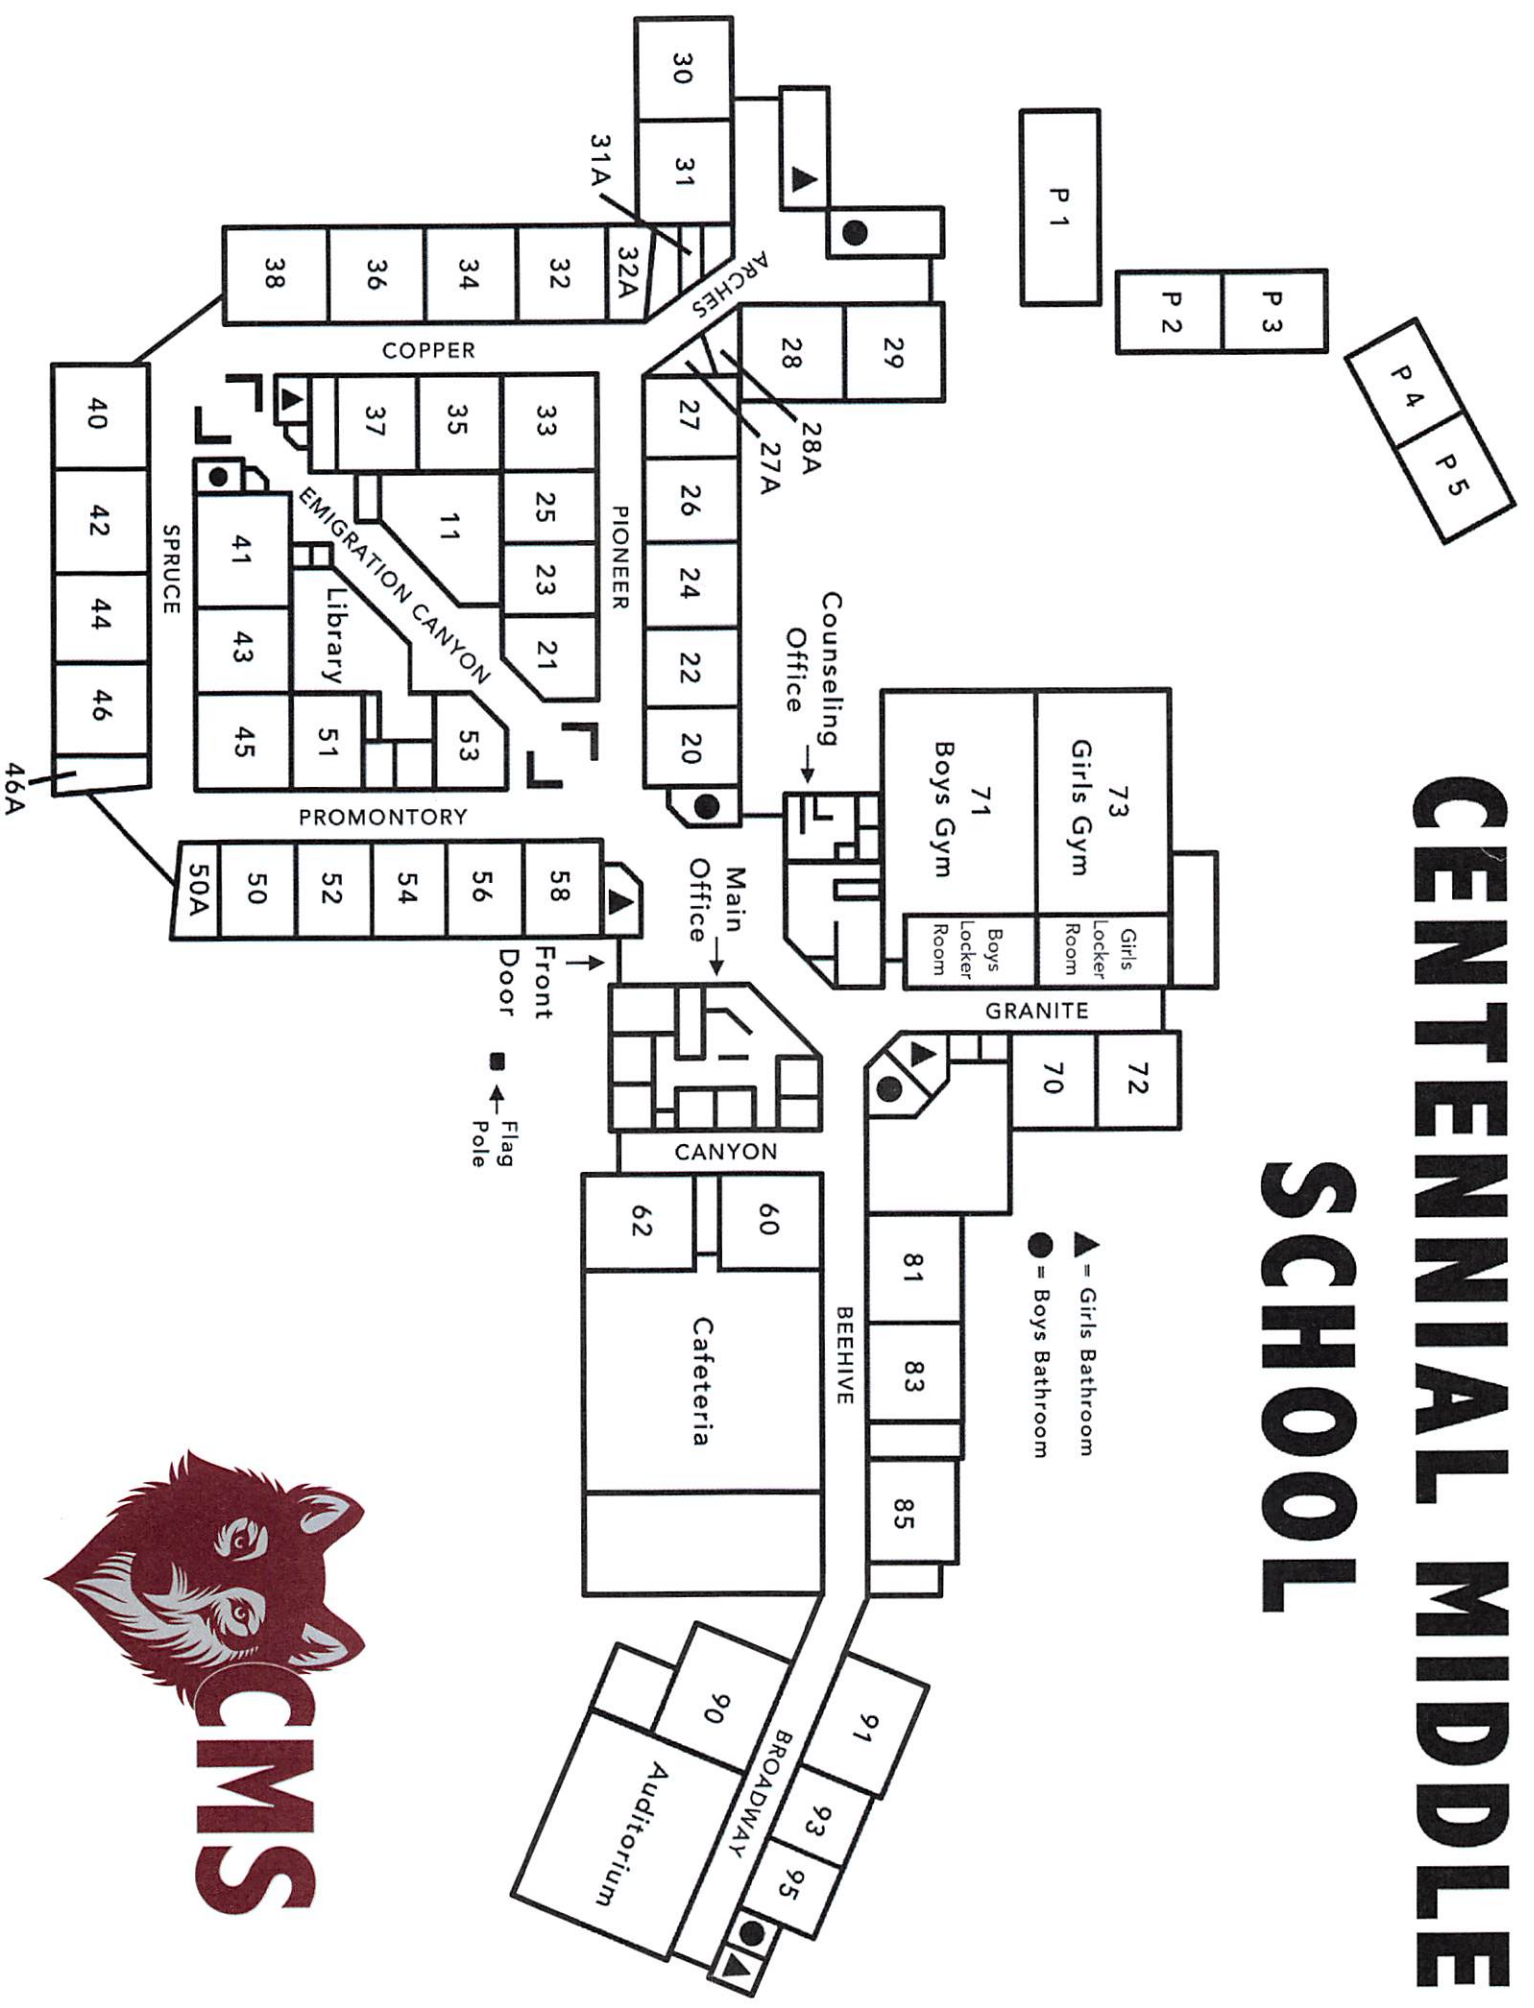 CENTENNIAL MIDDLE
SCHOOL
P 1
P 2
P 3
P 4
P 5
30
31
31A
ARCHES
38
36
34
32
32A
28
29
28A
27A
COPPER
40
42
44
46
46A
SPRUCE
37
35
33
11
25
23
21
PIONEER
27
26
24
22
20
EMIGRATION CANYON
41
43
45
Library
51
53
PROMONTORY
50A
50
52
54
56
58
Counseling
Office
73
Girls Gym
71
Boys Gym
Girls
Locker
Room
Boys
Locker
Room
Main
Office
Front
Door
Flag
Pole
GRANITE
70
72
CANYON
62
60
Cafeteria
BEEHIVE
81
83
85
= Girls Bathroom
= Boys Bathroom
90
91
93
95
BROADWAY
Auditorium
CMS